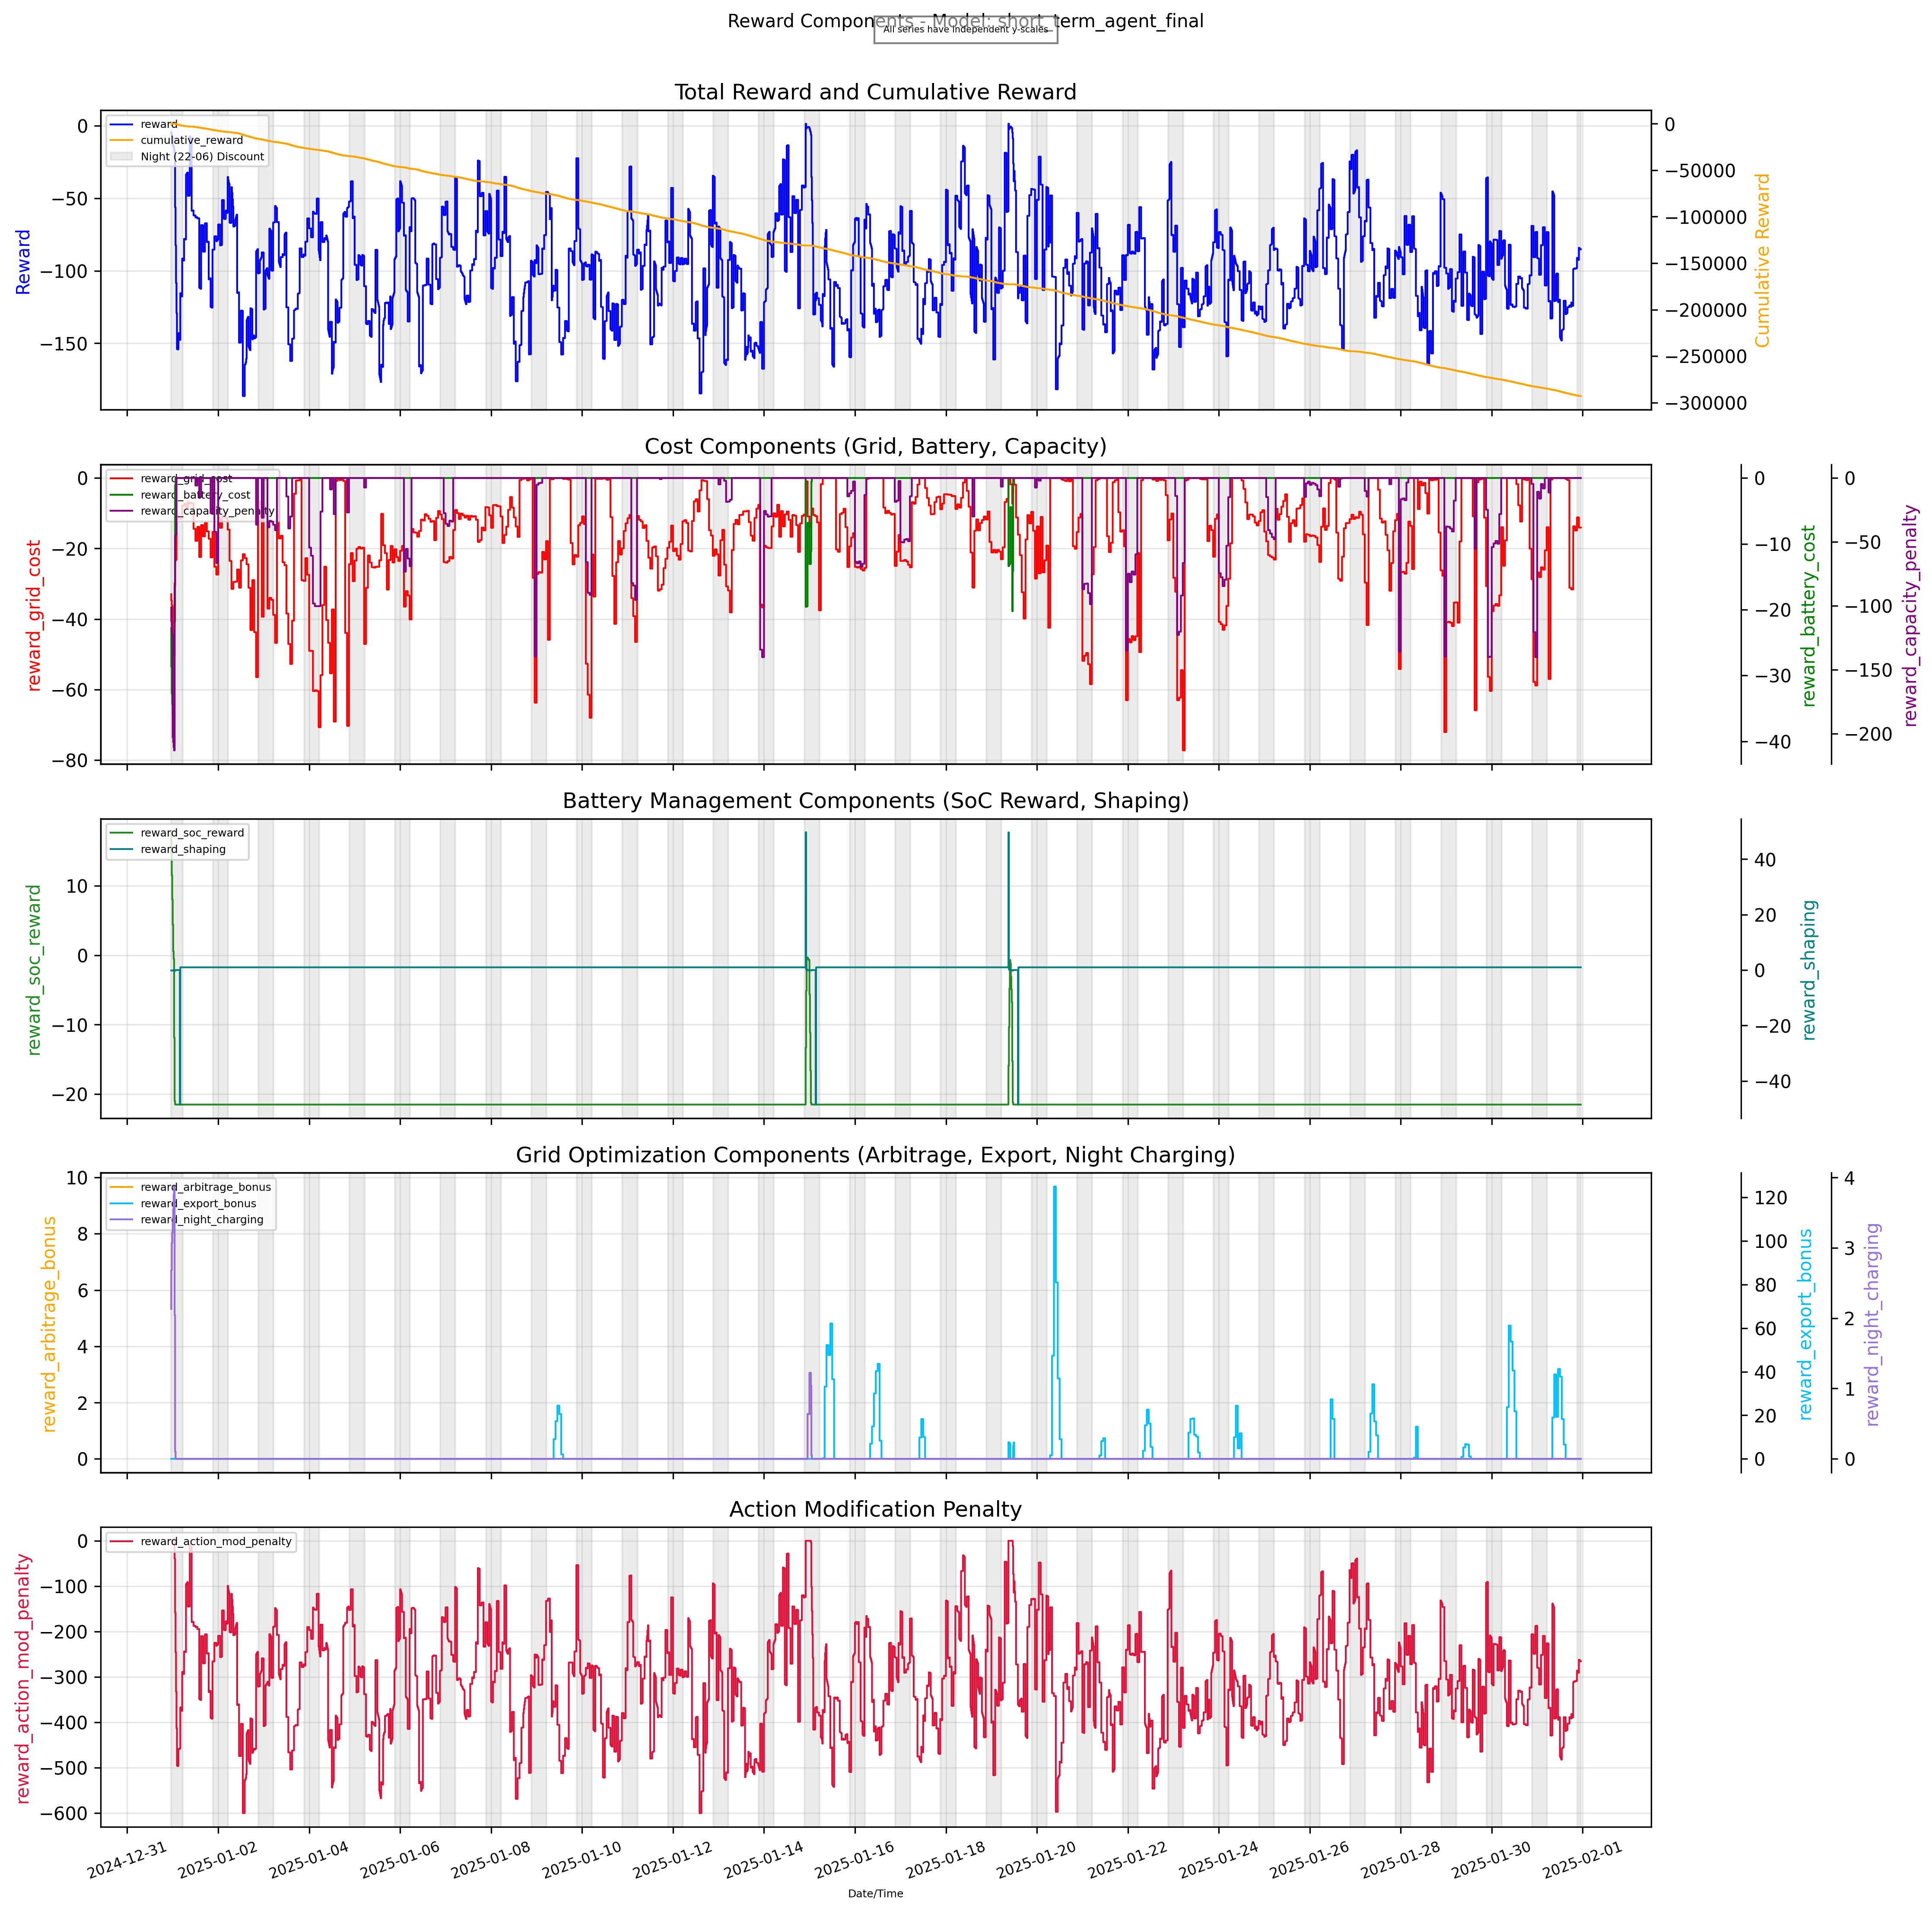 Reward Components - Model: short_term_agent_final
All series have independent y-scales
Total Reward and Cumulative Reward
reward
cumulative_reward
Night (22-06) Discount
0
−50
−100
−150
Reward
0
−50000
−100000
−150000
−200000
−250000
−300000
Cumulative Reward
Cost Components (Grid, Battery, Capacity)
reward_grid_cost
reward_battery_cost
reward_capacity_penalty
0
−20
−40
−60
−80
reward_grid_cost
0
−10
−20
−30
−40
reward_battery_cost
0
−50
−100
−150
−200
reward_capacity_penalty
Battery Management Components (SoC Reward, Shaping)
reward_soc_reward
reward_shaping
10
0
−10
−20
reward_soc_reward
40
20
0
−20
−40
reward_shaping
Grid Optimization Components (Arbitrage, Export, Night Charging)
reward_arbitrage_bonus
reward_export_bonus
reward_night_charging
10
8
6
4
2
0
reward_arbitrage_bonus
120
100
80
60
40
20
0
reward_export_bonus
4
3
2
1
0
reward_night_charging
Action Modification Penalty
reward_action_mod_penalty
0
−100
−200
−300
−400
−500
−600
reward_action_mod_penalty
2024-12-31
2025-01-02
2025-01-04
2025-01-06
2025-01-08
2025-01-10
2025-01-12
2025-01-14
2025-01-16
2025-01-18
2025-01-20
2025-01-22
2025-01-24
2025-01-26
2025-01-28
2025-01-30
2025-02-01
Date/Time